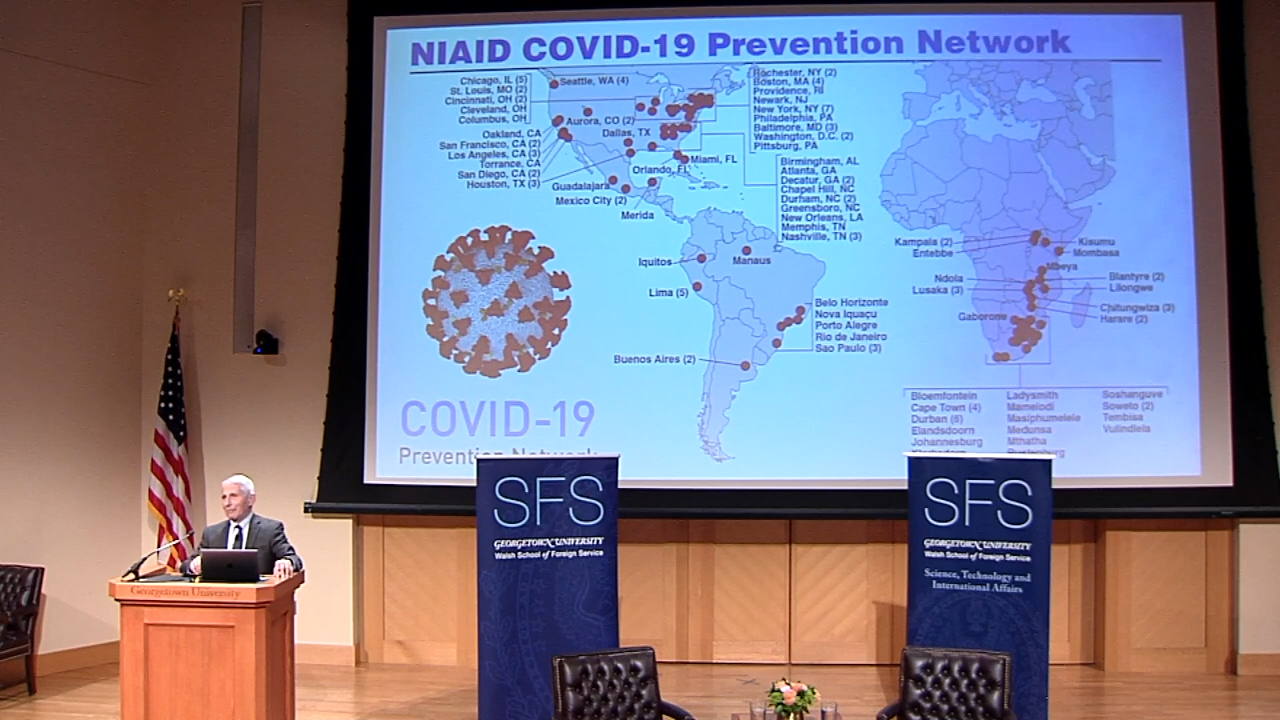 NIAID COVID-19 Prevention Network
Chicago, IL (5)
St. Louis, MO (2)
Cincinnati, OH (2)
Cleveland, OH
Columbus, OH
Seattle, WA (4)
Aurora, CO (2)
Dallas, TX
Oakland, CA
San Francisco, CA (2)
Los Angeles, CA (3)
Torrance, CA
San Diego, CA (2)
Houston, TX (3)
Guadalajara
Mexico City (2)
Merida
Orlando, FL
Miami, FL
Rochester, NY (2)
Boston, MA (4)
Providence, RI
Newark, NJ
New York, NY (7)
Philadelphia, PA
Baltimore, MD (3)
Washington, D.C. (2)
Pittsburg, PA
Birmingham, AL
Atlanta, GA
Decatur, GA (2)
Chapel Hill, NC
Durham, NC (2)
Greensboro, NC
New Orleans, LA
Memphis, TN
Nashville, TN (3)
Iquitos
Manaus
Lima (5)
Belo Horizonte
Nova Iquaçu
Porto Alegre
Rio de Janeiro
Sao Paulo (3)
Buenos Aires (2)
Kampala (2)
Entebbe
Kisumu
Mombasa
Mbeya
Ndola
Lusaka (3)
Blantyre (2)
Lilongwe
Chitungwiza (3)
Harare (2)
Gaborone
Bloemfontein
Cape Town (4)
Durban (6)
Elandsdoorn
Johannesburg
Ladysmith
Mamelodi
Masiphumelele
Medunsa
Mthatha
Rustenburg
Soshanguve
Soweto (2)
Tembisa
Vulindlela
COVID-19
Prevention Network
SFS
GEORGETOWN UNIVERSITY
Walsh School of Foreign Service
SFS
GEORGETOWN UNIVERSITY
Walsh School of Foreign Service
Science, Technology and
International Affairs
Georgetown University